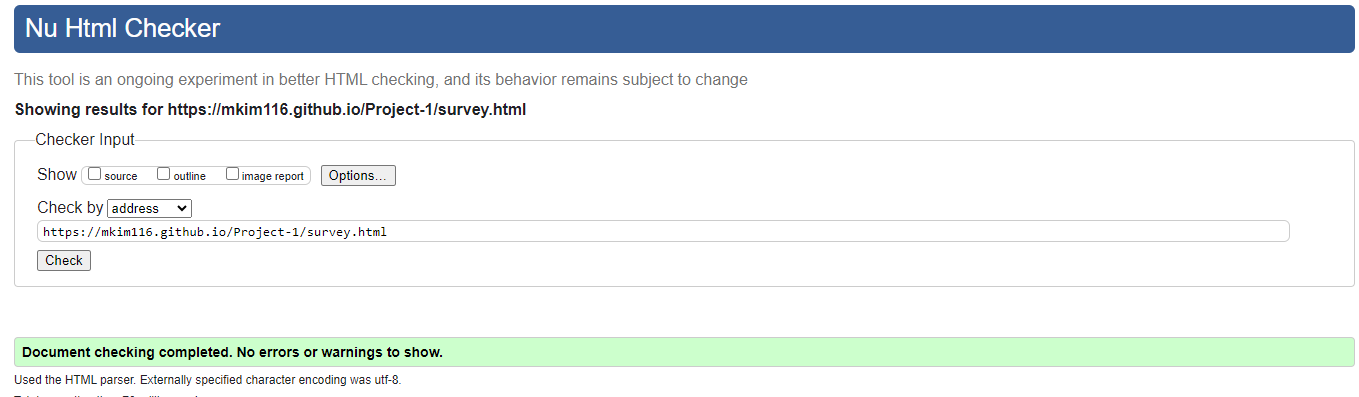 Nu Html Checker
This tool is an ongoing experiment in better HTML checking, and its behavior remains subject to change
Showing results for https://mkim116.github.io/Project-1/survey.html
Checker Input
Show source outline image report Options...
Check by address
https://mkim116.github.io/Project-1/survey.html
Check
Document checking completed. No errors or warnings to show.
Used the HTML parser. Externally specified character encoding was utf-8.